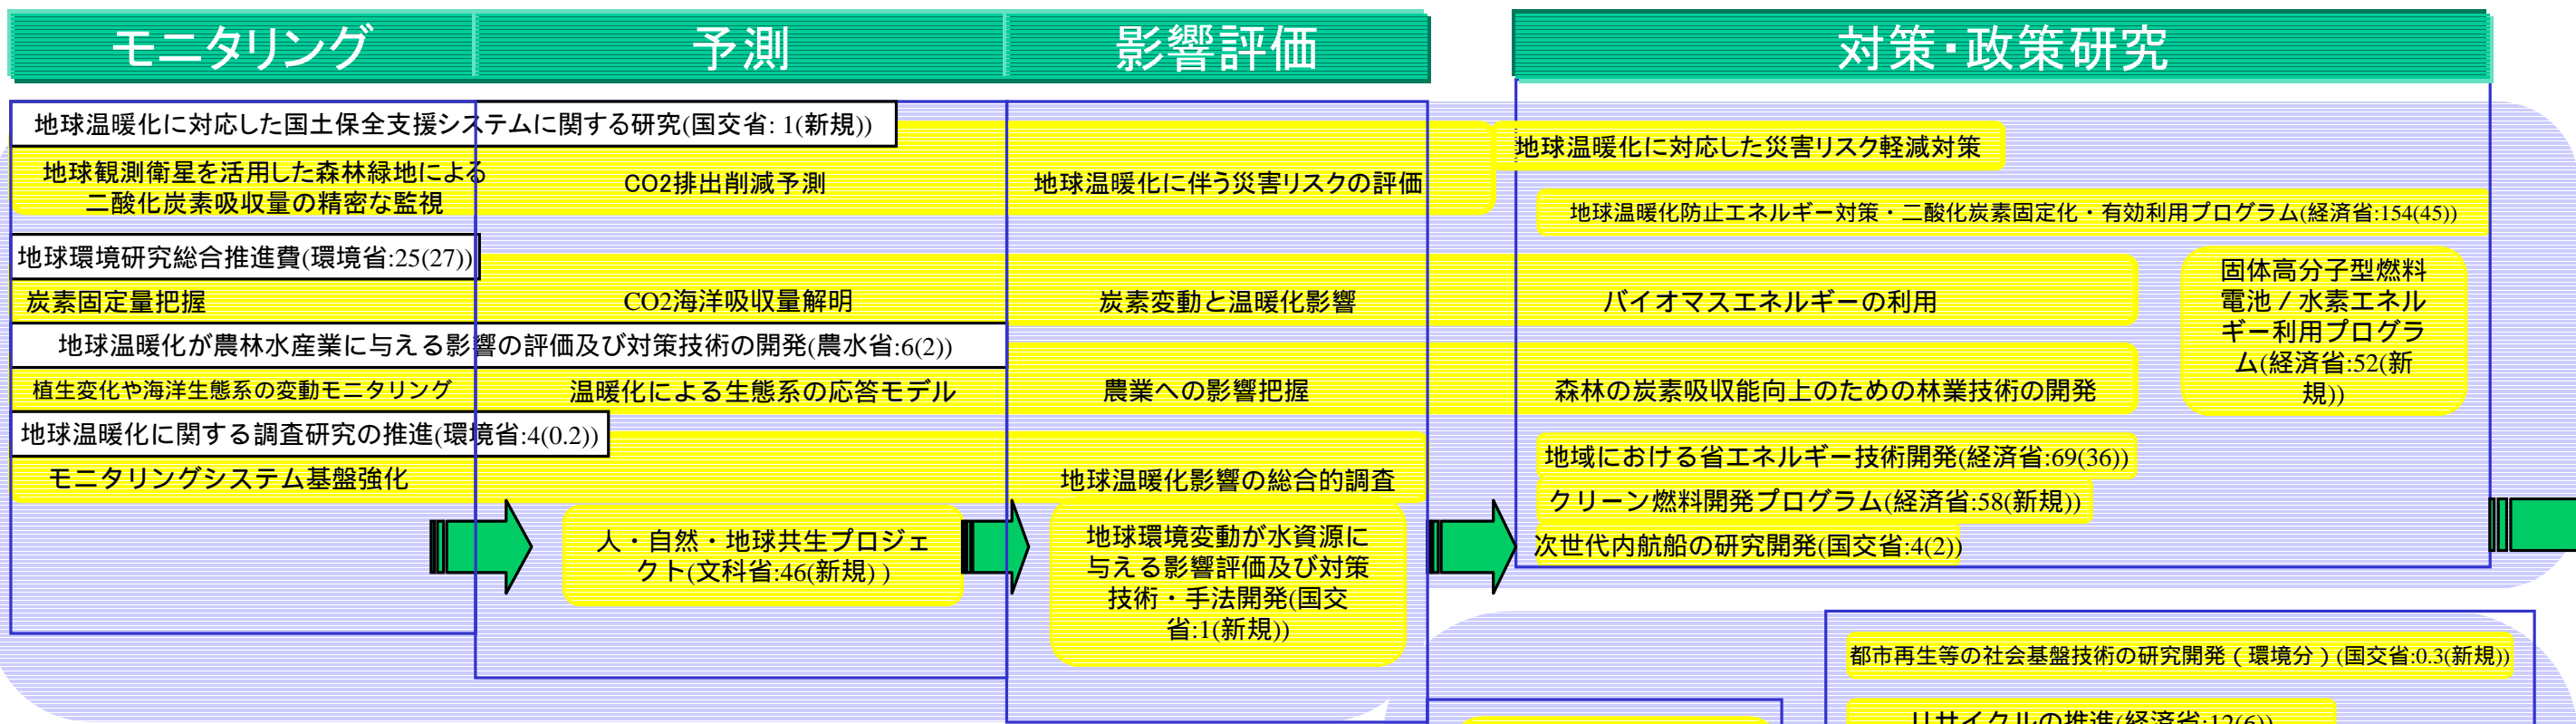 モニタリング
予測
影響評価
対策・政策研究
地球温暖化に対応した国土保全支援システムに関する研究(国交省: 1(新規))
地球観測衛星を活用した森林緑地による
二酸化炭素吸収量の精密な監視
CO2排出削減予測
地球温暖化に伴う災害リスクの評価
地球温暖化に対応した災害リスク軽減対策
地球温暖化防止エネルギー対策・二酸化炭素固定化・有効利用プログラム(経済省:154(45))
地球環境研究総合推進費(環境省:25(27))
炭素固定量把握
CO2海洋吸収量解明
炭素変動と温暖化影響
バイオマスエネルギーの利用
固体高分子型燃料
電池/水素エネル
ギー利用プログラ
ム(経済省:52(新
規))
地球温暖化が農林水産業に与える影響の評価及び対策技術の開発(農水省:6(2))
植生変化や海洋生態系の変動モニタリング
温暖化による生態系の応答モデル
農業への影響把握
森林の炭素吸収能向上のための林業技術の開発
地球温暖化に関する調査研究の推進(環境省:4(0.2))
モニタリングシステム基盤強化
地球温暖化影響の総合的調査
地域における省エネルギー技術開発(経済省:69(36))
クリーン燃料開発プログラム(経済省:58(新規))
次世代内航船の研究開発(国交省:4(2))
人・自然・地球共生プロジェ
クト(文科省:46(新規) )
地球環境変動が水資源に
与える影響評価及び対策
技術・手法開発(国交
省:1(新規))
都市再生等の社会基盤技術の研究開発(環境分)(国交省:0.3(新規))
リサイクルの推進(経済省:12(6))